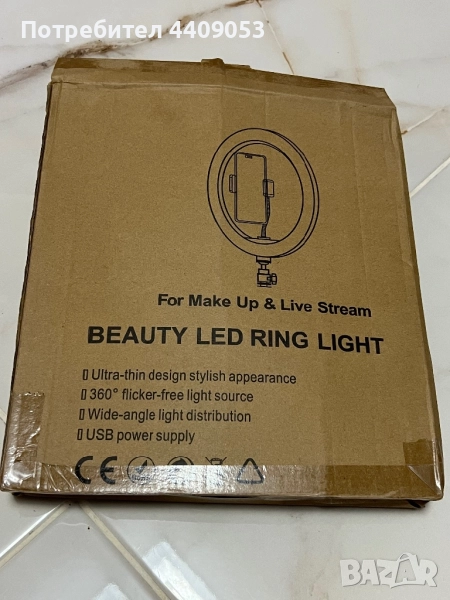 Потребител 4409053
For Make Up & Live Stream
BEAUTY LED RING LIGHT
▯ Ultra-thin design stylish appearance
▯ 360° flicker-free light source
▯ Wide-angle light distribution
▯ USB power supply
CE
BAZAR